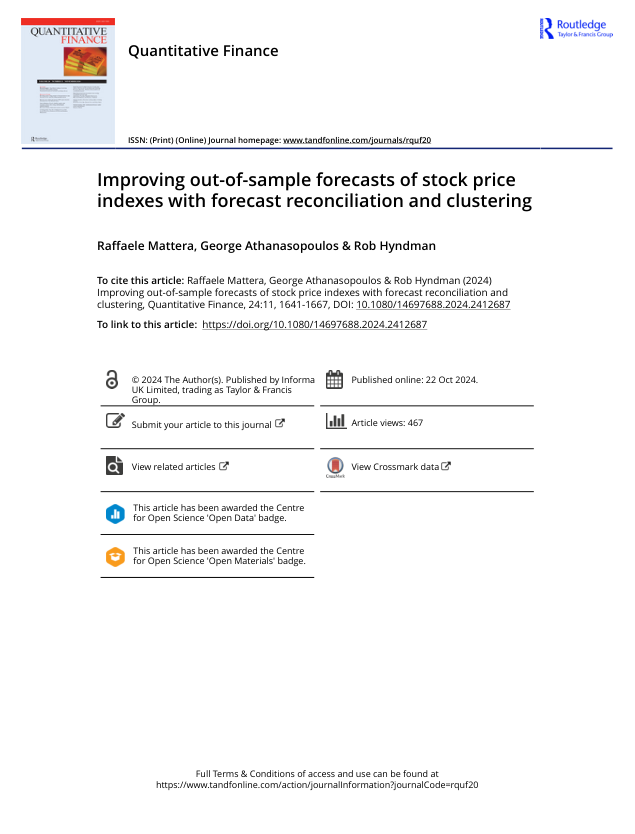 QUANTITATIVE
FINANCE
Routledge
Taylor & Francis Group
Quantitative Finance
ISSN: (Print) (Online) Journal homepage: www.tandfonline.com/journals/rquf20
Improving out-of-sample forecasts of stock price
indexes with forecast reconciliation and clustering
Raffaele Mattera, George Athanasopoulos & Rob Hyndman
To cite this article: Raffaele Mattera, George Athanasopoulos & Rob Hyndman (2024)
Improving out-of-sample forecasts of stock price indexes with forecast reconciliation and
clustering, Quantitative Finance, 24:11, 1641-1667, DOI: 10.1080/14697688.2024.2412687
To link to this article: https://doi.org/10.1080/14697688.2024.2412687
© 2024 The Author(s). Published by Informa
UK Limited, trading as Taylor & Francis
Group.
Published online: 22 Oct 2024.
Submit your article to this journal
Article views: 467
View related articles
View Crossmark data
CrossMark
This article has been awarded the Centre
for Open Science 'Open Data' badge.
This article has been awarded the Centre
for Open Science 'Open Materials' badge.
Full Terms & Conditions of access and use can be found at
https://www.tandfonline.com/action/journalInformation?journalCode=rquf20